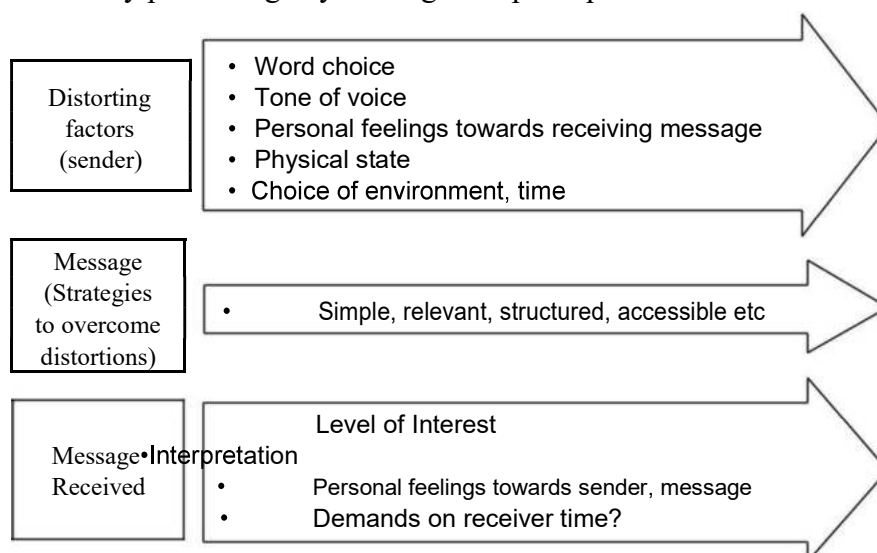 Distorting
factors
(sender)
• Word choice
• Tone of voice
• Personal feelings towards receiving message
• Physical state
• Choice of environment, time
Message
(Strategies
to overcome
distortions)
• Simple, relevant, structured, accessible etc
Message
Received
Level of Interest
•Interpretation
• Personal feelings towards sender, message
• Demands on receiver time?